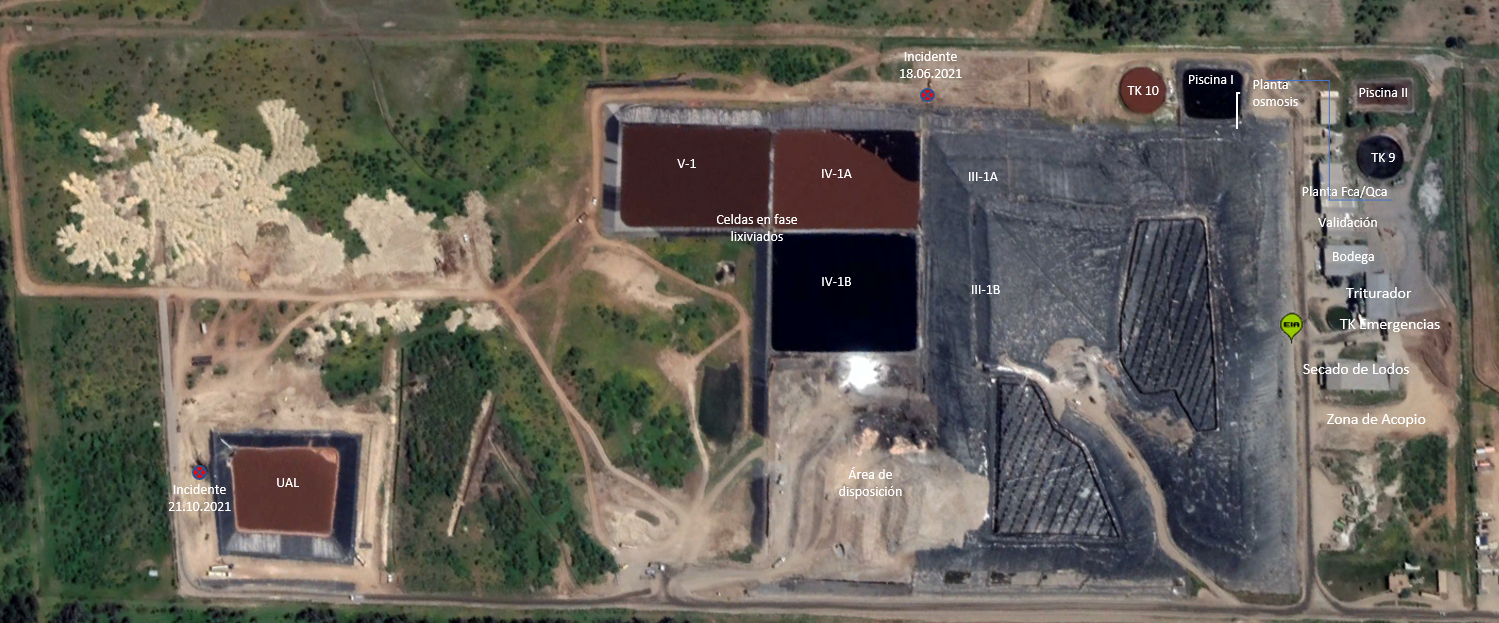 Incidente
18.06.2021
TK 10
Piscina I
Planta
osmosis
Piscina II
TK 9
V-1
IV-1A
III-1A
Planta Fca/Qca
Celdas en fase
lixiviados
Validación
Bodega
IV-1B
III-1B
Triturador
EIA
TK Emergencias
Secado de Lodos
Zona de Acopio
Área de
disposición
UAL
Incidente
21.10.2021